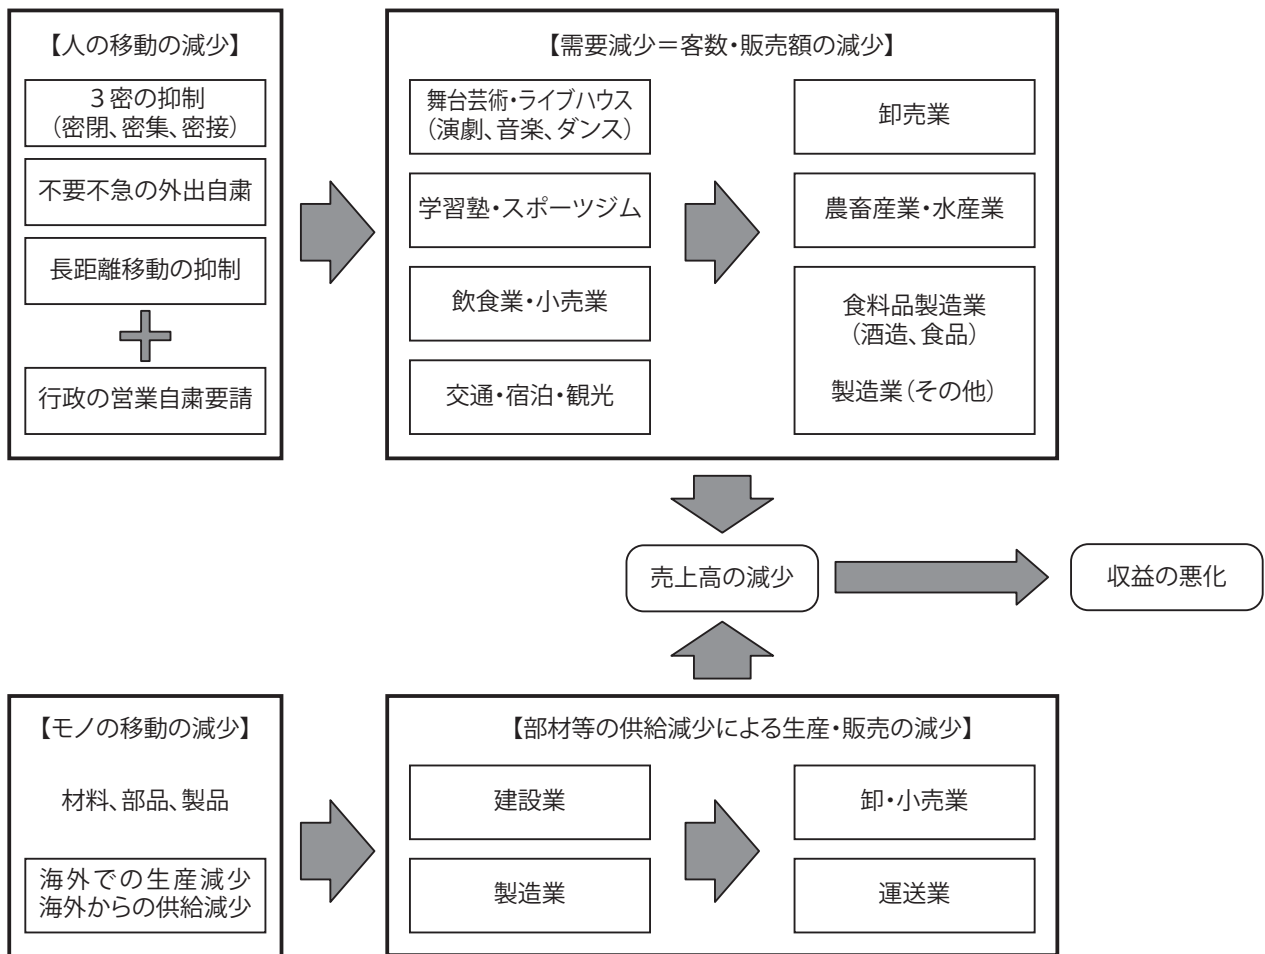 【人の移動の減少】
3密の抑制
(密閉、密集、密接)
不要不急の外出自粛
長距離移動の抑制
行政の営業自粛要請
【需要減少=客数・販売額の減少】
舞台芸術・ライブハウス
(演劇、音楽、ダンス)
学習塾・スポーツジム
飲食業・小売業
交通・宿泊・観光
卸売業
農畜産業・水産業
食料品製造業
(酒造、食品)
製造業(その他)
売上高の減少
収益の悪化
【モノの移動の減少】
材料、部品、製品
海外での生産減少
海外からの供給減少
【部材等の供給減少による生産・販売の減少】
建設業
製造業
卸・小売業
運送業